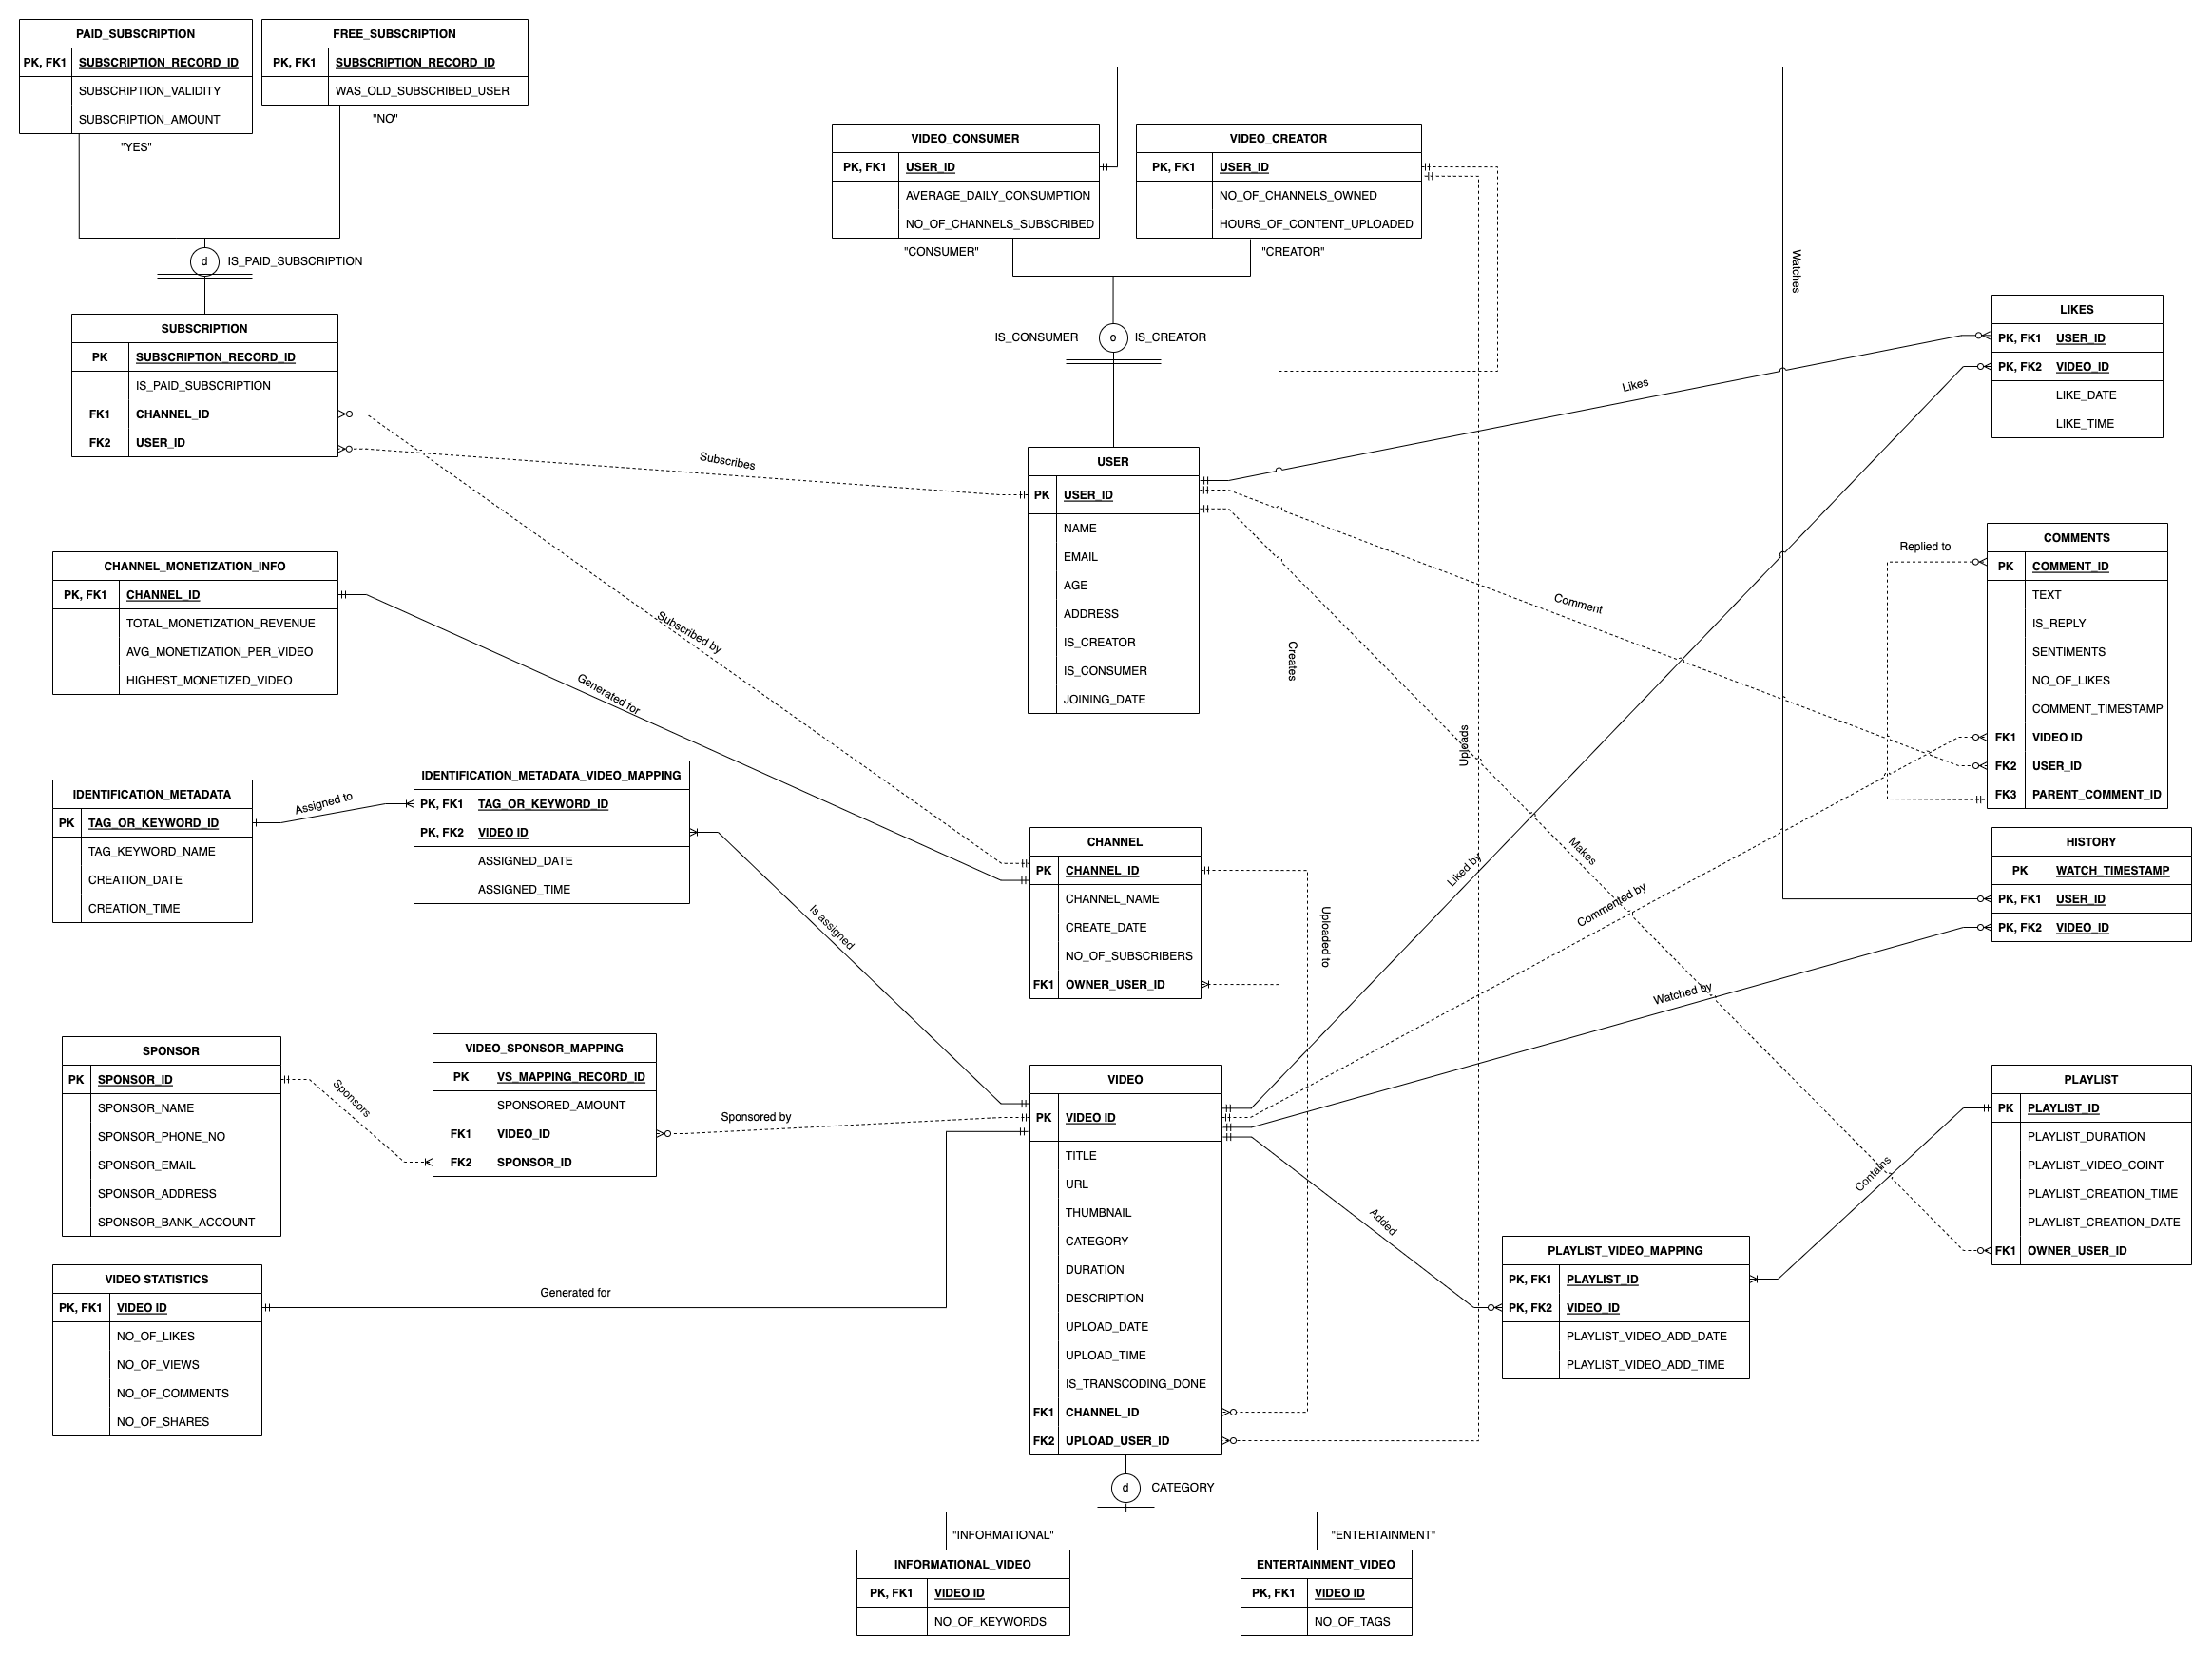 PAID_SUBSCRIPTION
PK, FK1 SUBSCRIPTION_RECORD_ID
SUBSCRIPTION_VALIDITY
SUBSCRIPTION_AMOUNT
"YES"
FREE_SUBSCRIPTION
PK, FK1 SUBSCRIPTION_RECORD_ID
WAS_OLD_SUBSCRIBED_USER
"NO"
d IS_PAID_SUBSCRIPTION
SUBSCRIPTION
PK SUBSCRIPTION_RECORD_ID
IS_PAID_SUBSCRIPTION
FK1 CHANNEL_ID
FK2 USER_ID
VIDEO_CONSUMER
PK, FK1 USER_ID
AVERAGE_DAILY_CONSUMPTION
NO_OF_CHANNELS_SUBSCRIBED
"CONSUMER"
VIDEO_CREATOR
PK, FK1 USER_ID
NO_OF_CHANNELS_OWNED
HOURS_OF_CONTENT_UPLOADED
"CREATOR"
IS_CONSUMER o IS_CREATOR
Watches
LIKES
PK, FK1 USER_ID
PK, FK2 VIDEO_ID
LIKE_DATE
LIKE_TIME
Likes
Subscribes
USER
PK USER_ID
NAME
EMAIL
AGE
ADDRESS
IS_CREATOR
IS_CONSUMER
JOINING_DATE
COMMENTS
PK COMMENT_ID
TEXT
IS_REPLY
SENTIMENTS
NO_OF_LIKES
COMMENT_TIMESTAMP
FK1 VIDEO ID
FK2 USER_ID
FK3 PARENT_COMMENT_ID
Replied to
Comment
CHANNEL_MONETIZATION_INFO
PK, FK1 CHANNEL_ID
TOTAL_MONETIZATION_REVENUE
AVG_MONETIZATION_PER_VIDEO
HIGHEST_MONETIZED_VIDEO
Subscribed by
Generated for
Creates
Uploads
IDENTIFICATION_METADATA
PK TAG_OR_KEYWORD_ID
TAG_KEYWORD_NAME
CREATION_DATE
CREATION_TIME
Assigned to
IDENTIFICATION_METADATA_VIDEO_MAPPING
PK, FK1 TAG_OR_KEYWORD_ID
PK, FK2 VIDEO ID
ASSIGNED_DATE
ASSIGNED_TIME
Is assigned
CHANNEL
PK CHANNEL_ID
CHANNEL_NAME
CREATE_DATE
NO_OF_SUBSCRIBERS
FK1 OWNER_USER_ID
Uploaded to
Liked by
Makes
Commented by
Watched by
HISTORY
PK WATCH_TIMESTAMP
PK, FK1 USER_ID
PK, FK2 VIDEO_ID
SPONSOR
PK SPONSOR_ID
SPONSOR_NAME
SPONSOR_PHONE_NO
SPONSOR_EMAIL
SPONSOR_ADDRESS
SPONSOR_BANK_ACCOUNT
Sponsors
VIDEO_SPONSOR_MAPPING
PK VS_MAPPING_RECORD_ID
SPONSORED_AMOUNT
FK1 VIDEO_ID
FK2 SPONSOR_ID
Sponsored by
VIDEO
PK VIDEO ID
TITLE
URL
THUMBNAIL
CATEGORY
DURATION
DESCRIPTION
UPLOAD_DATE
UPLOAD_TIME
IS_TRANSCODING_DONE
FK1 CHANNEL_ID
FK2 UPLOAD_USER_ID
PLAYLIST
PK PLAYLIST_ID
PLAYLIST_DURATION
PLAYLIST_VIDEO_COINT
PLAYLIST_CREATION_TIME
PLAYLIST_CREATION_DATE
FK1 OWNER_USER_ID
Contains
Added
PLAYLIST_VIDEO_MAPPING
PK, FK1 PLAYLIST_ID
PK, FK2 VIDEO_ID
PLAYLIST_VIDEO_ADD_DATE
PLAYLIST_VIDEO_ADD_TIME
VIDEO STATISTICS
PK, FK1 VIDEO ID
NO_OF_LIKES
NO_OF_VIEWS
NO_OF_COMMENTS
NO_OF_SHARES
Generated for
d CATEGORY
"INFORMATIONAL"
"ENTERTAINMENT"
INFORMATIONAL_VIDEO
PK, FK1 VIDEO ID
NO_OF_KEYWORDS
ENTERTAINMENT_VIDEO
PK, FK1 VIDEO ID
NO_OF_TAGS